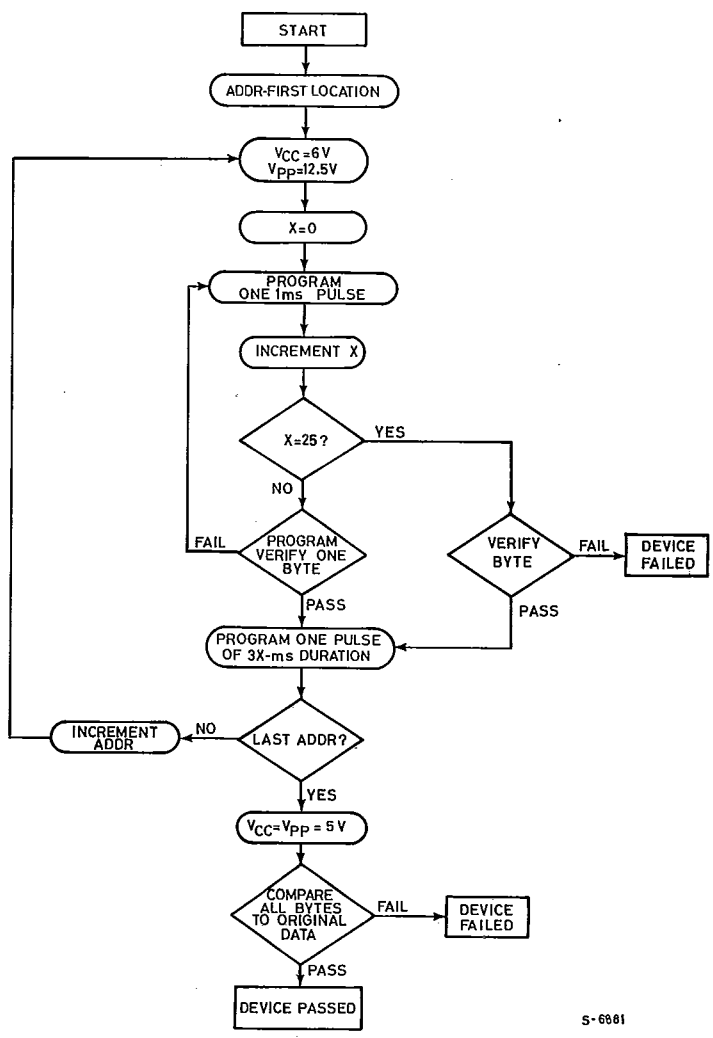 START
ADDR-FIRST LOCATION
VCC=6V
VPP=12.5V
X=0
PROGRAM
ONE 1ms PULSE
INCREMENT X
X=25?
YES
NO
PROGRAM
VERIFY ONE
BYTE
FAIL
PASS
VERIFY
BYTE
FAIL
DEVICE
FAILED
PASS
PROGRAM ONE PULSE
OF 3X-ms DURATION
LAST ADDR?
NO
INCREMENT
ADDR
YES
VCC=VPP = 5V
COMPARE
ALL BYTES
TO ORIGINAL
DATA
FAIL
DEVICE
FAILED
PASS
DEVICE PASSED
S-6881